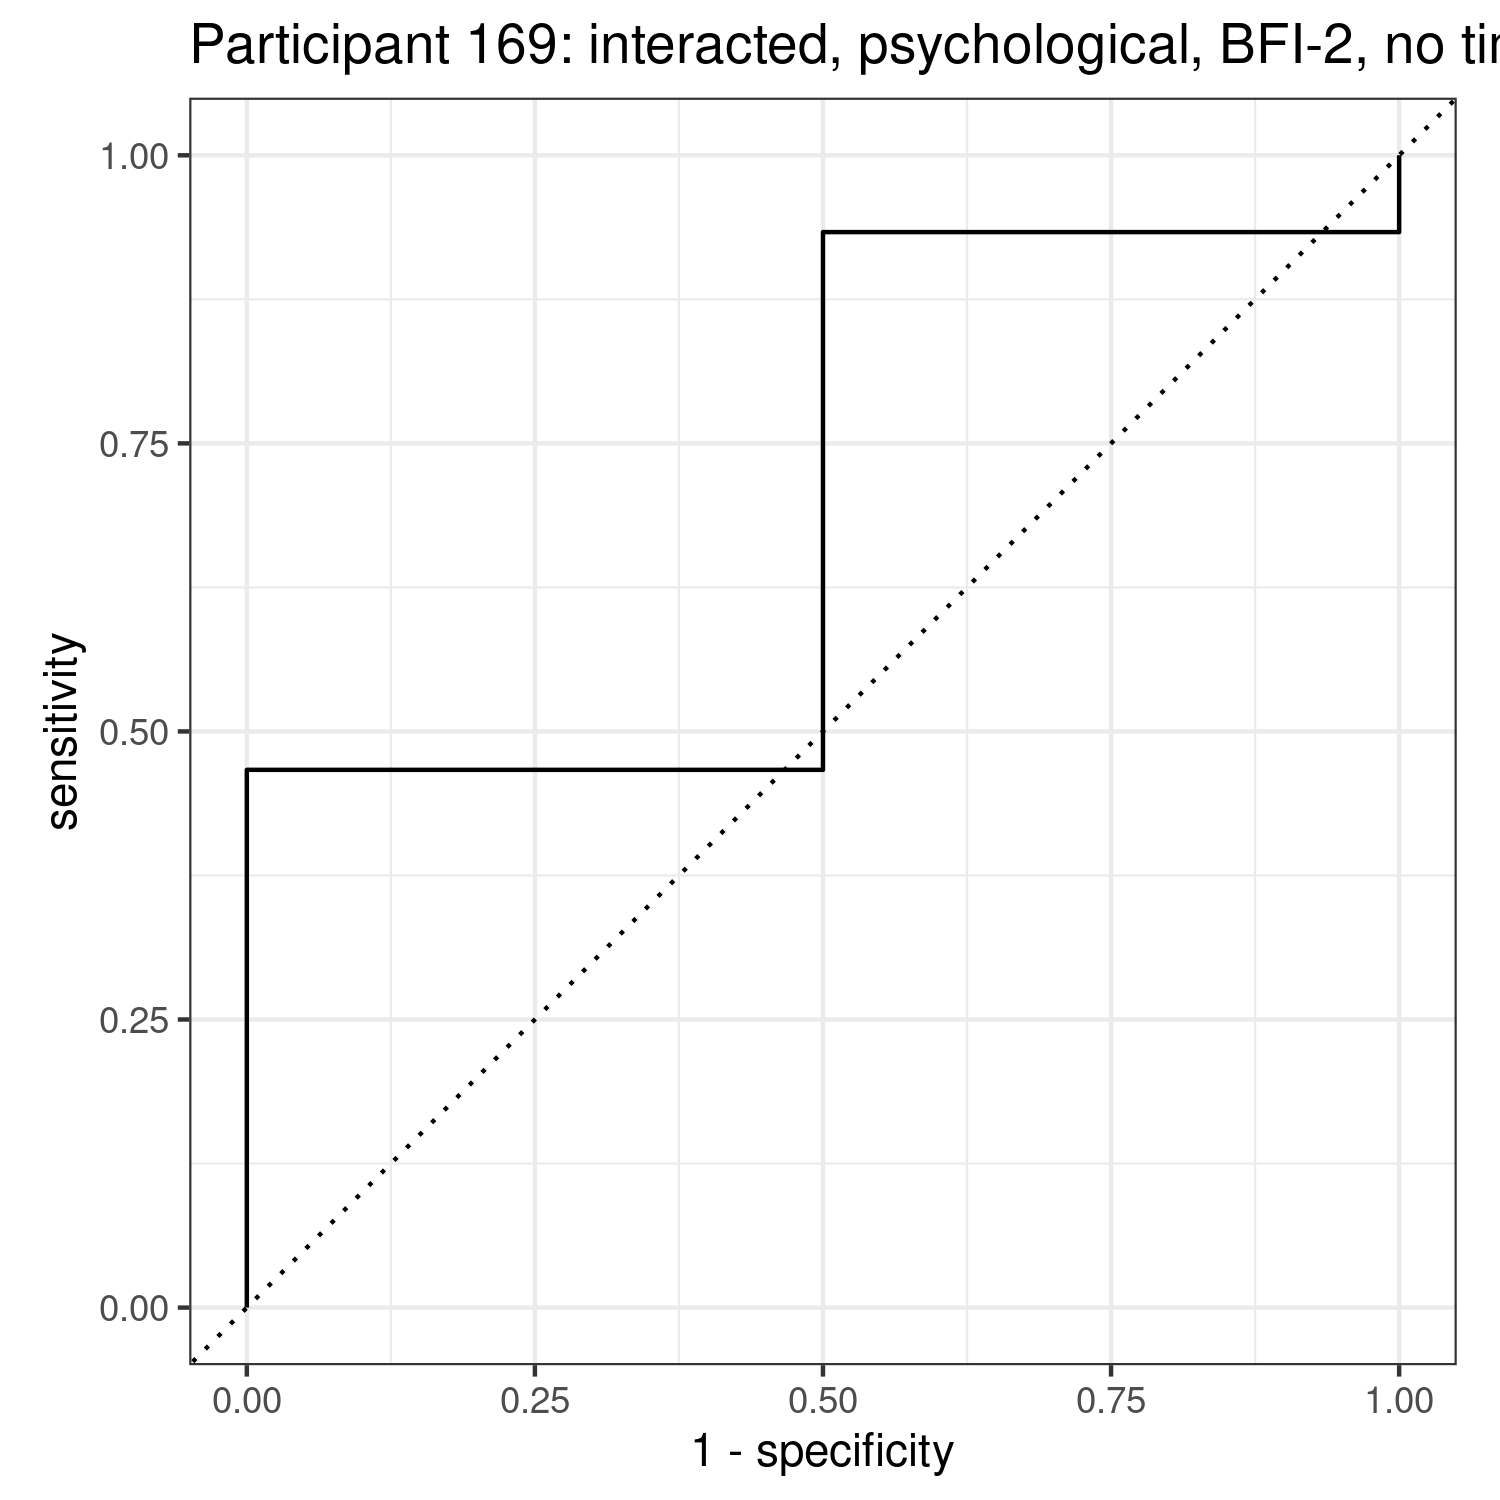 Participant 169: interacted, psychological, BFI-2, no
1.00
0.75
0.50
0.25
0.00
sensitivity
0.00 0.25 0.50 0.75 1.00
1 - specificity